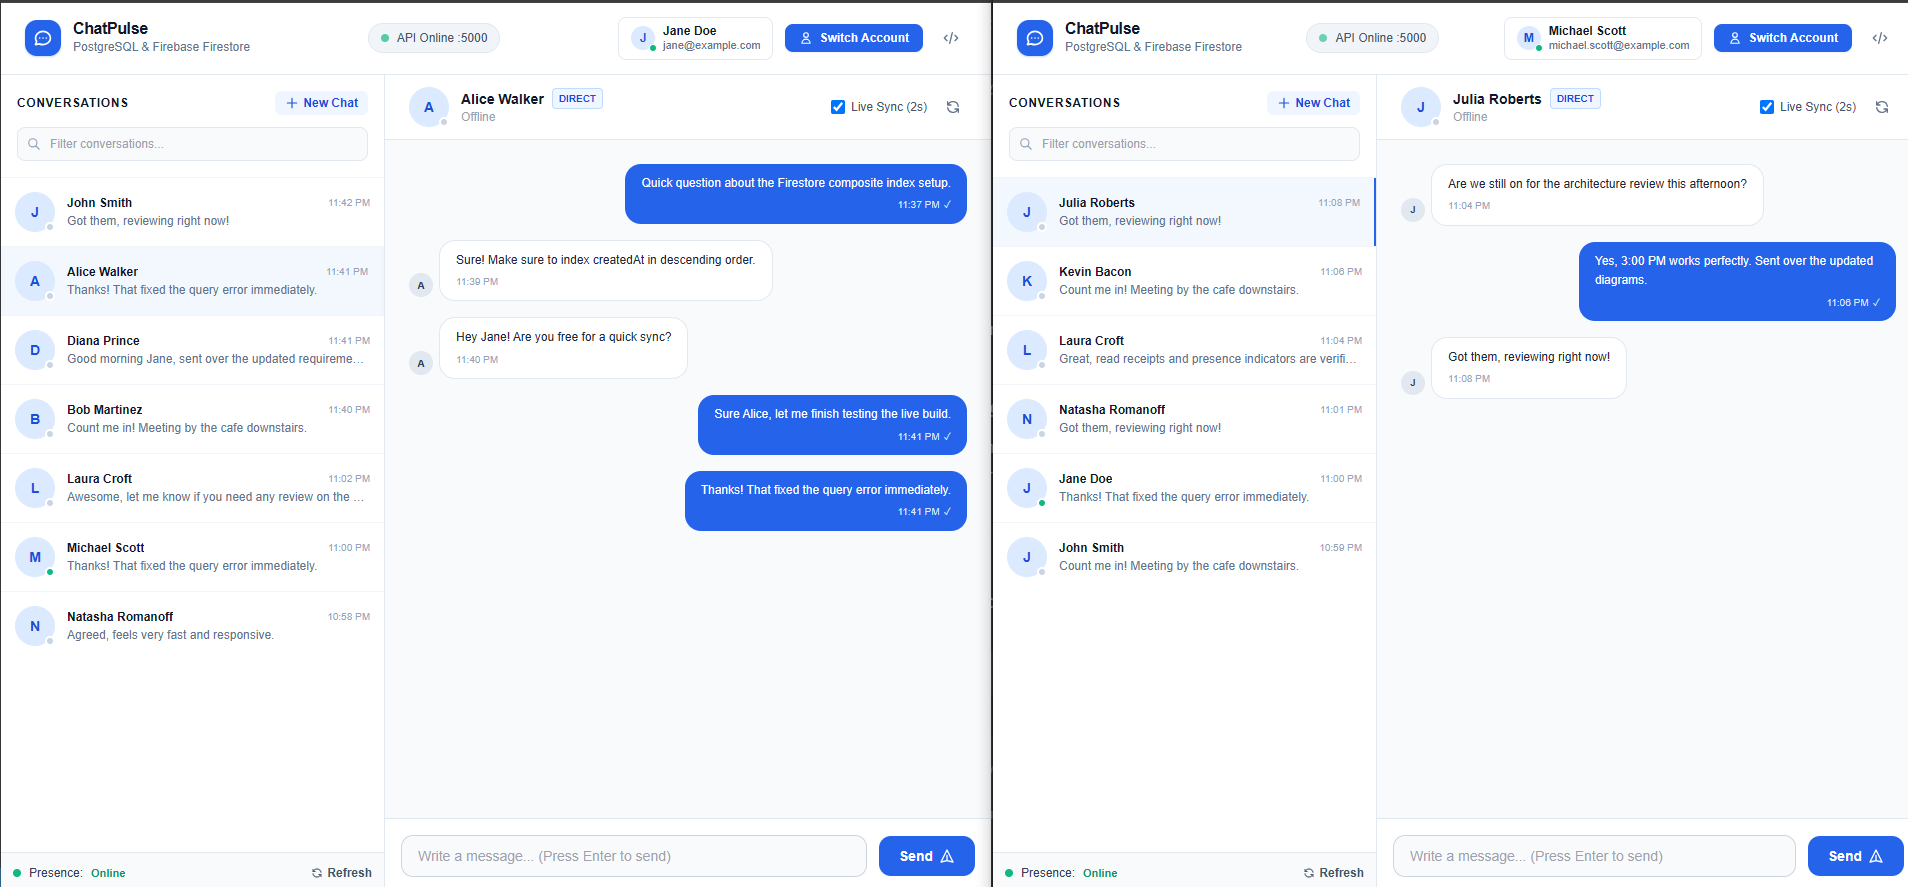 ChatPulse
PostgreSQL & Firebase Firestore
API Online :5000
J
Jane Doe
jane@example.com
Switch Account
</>
CONVERSATIONS
+ New Chat
Filter conversations...
J
John Smith
11:42 PM
Got them, reviewing right now!
A
Alice Walker
11:41 PM
Thanks! That fixed the query error immediately.
D
Diana Prince
11:41 PM
Good morning Jane, sent over the updated requireme...
B
Bob Martinez
11:40 PM
Count me in! Meeting by the cafe downstairs.
L
Laura Croft
11:02 PM
Awesome, let me know if you need any review on the ...
M
Michael Scott
11:00 PM
Thanks! That fixed the query error immediately.
N
Natasha Romanoff
10:58 PM
Agreed, feels very fast and responsive.
Presence: Online
Refresh
A
Alice Walker
DIRECT
Offline
Live Sync (2s)
Quick question about the Firestore composite index setup.
11:37 PM ✓
Sure! Make sure to index createdAt in descending order.
11:39 PM
A
Hey Jane! Are you free for a quick sync?
11:40 PM
A
Sure Alice, let me finish testing the live build.
11:41 PM ✓
Thanks! That fixed the query error immediately.
11:41 PM ✓
Write a message... (Press Enter to send)
Send
ChatPulse
PostgreSQL & Firebase Firestore
API Online :5000
M
Michael Scott
michael.scott@example.com
Switch Account
</>
CONVERSATIONS
+ New Chat
Filter conversations...
J
Julia Roberts
11:08 PM
Got them, reviewing right now!
K
Kevin Bacon
11:06 PM
Count me in! Meeting by the cafe downstairs.
L
Laura Croft
11:04 PM
Great, read receipts and presence indicators are verifi...
N
Natasha Romanoff
11:01 PM
Got them, reviewing right now!
J
Jane Doe
11:00 PM
Thanks! That fixed the query error immediately.
J
John Smith
10:59 PM
Count me in! Meeting by the cafe downstairs.
Presence: Online
Refresh
J
Julia Roberts
DIRECT
Offline
Live Sync (2s)
Are we still on for the architecture review this afternoon?
11:04 PM
J
Yes, 3:00 PM works perfectly. Sent over the updated
diagrams.
11:06 PM ✓
Got them, reviewing right now!
11:08 PM
J
Write a message... (Press Enter to send)
Send